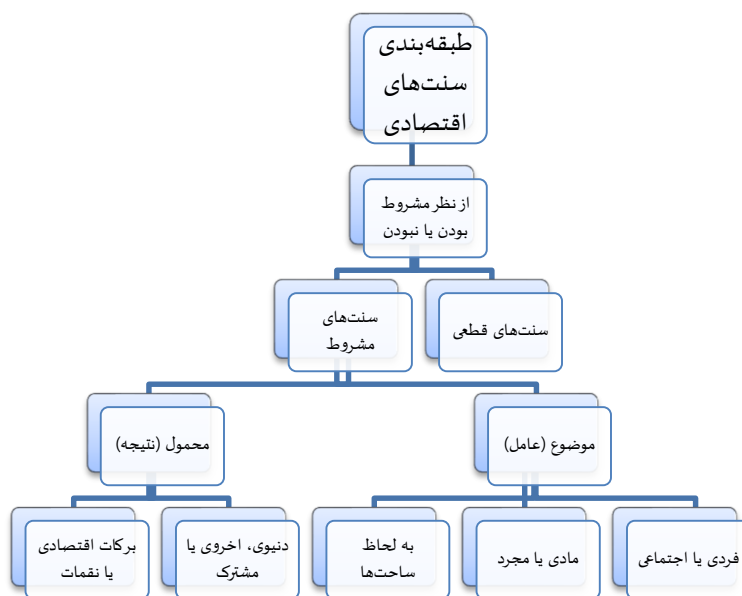 طبقه‌بندی
سنت‌های
اقتصادی
از نظر مشروط
بودن یا نبودن
سنت‌های قطعی
سنت‌های
مشروط
موضوع (عامل)
محمول (نتیجه)
فردی یا اجتماعی
مادی یا مجرد
به لحاظ
ساحت‌ها
دنیوی، اخروی یا
مشترک
برکات اقتصادی
یا نقمات